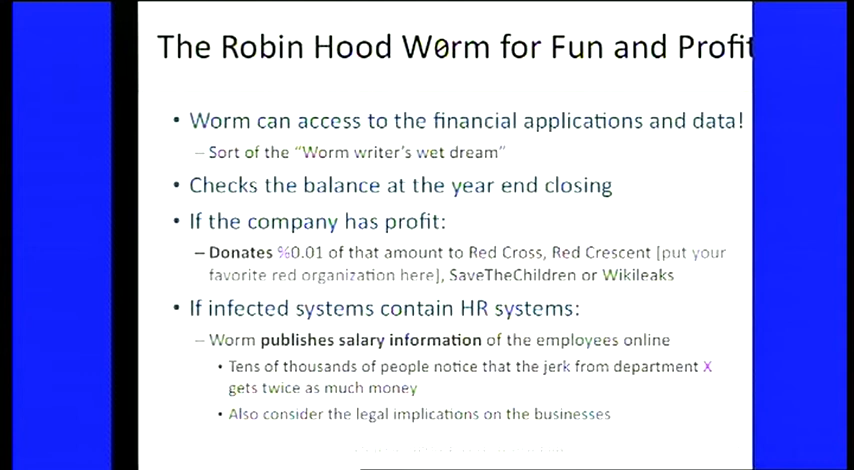 The Robin Hood W0rm for Fun and Profit
• Worm can access to the financial applications and data!
– Sort of the “Worm writer’s wet dream”
• Checks the balance at the year end closing
• If the company has profit:
– Donates %0.01 of that amount to Red Cross, Red Crescent [put your
favorite red organization here], SaveTheChildren or Wikileaks
• If infected systems contain HR systems:
– Worm publishes salary information of the employees online
• Tens of thousands of people notice that the jerk from department X
gets twice as much money
• Also consider the legal implications on the businesses